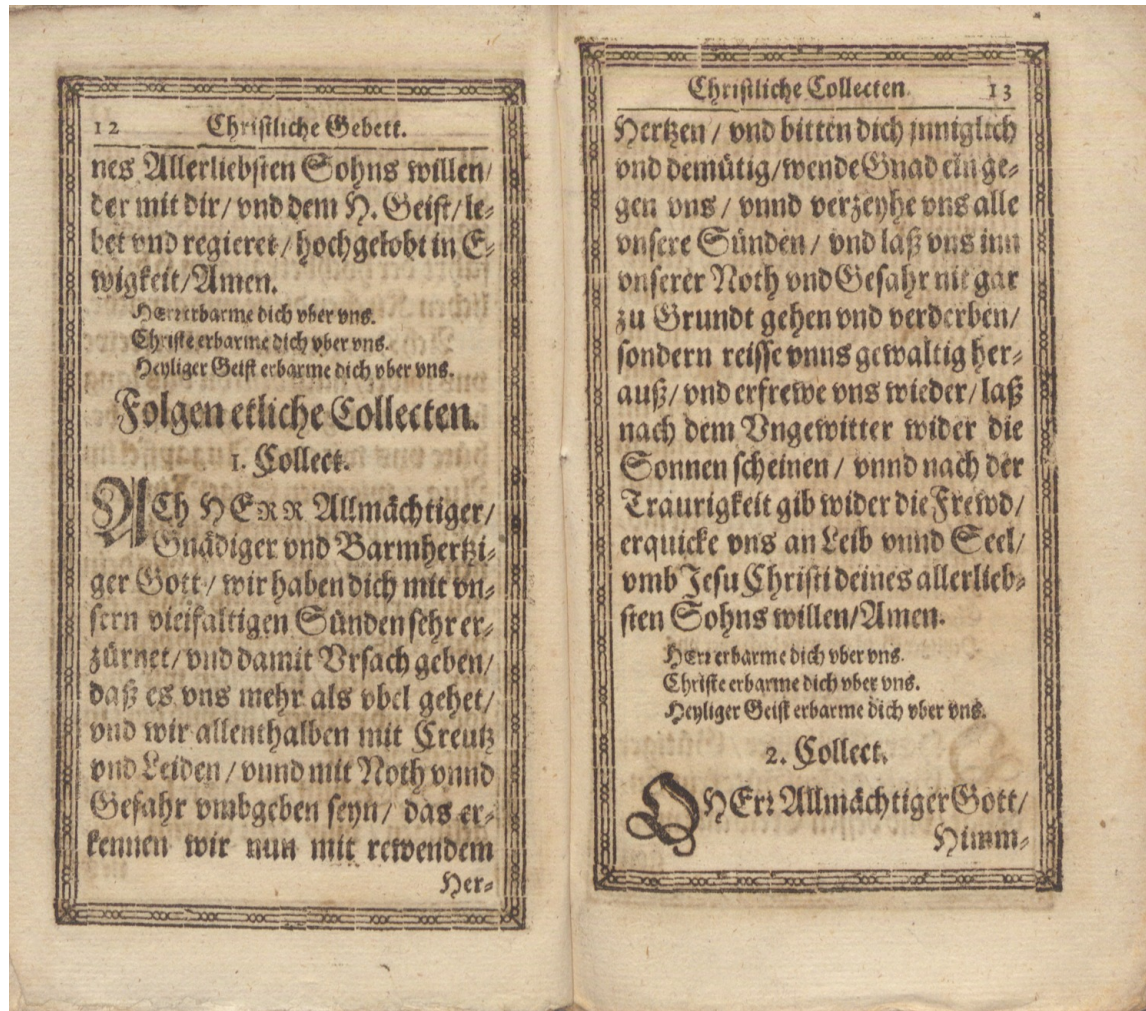 12 Christliche Gebett.
nes Allerliebsten Sohns willen/
der mit dir/ vnd dem H. Geist/ le⸗
bet vnd regieret/ hochgelobt in E⸗
wigkeit/ Amen.
HErr erbarme dich vber vns.
Christe erbarme dich vber vns.
Heyliger Geist erbarme dich vber vns.
Folgen etliche Collecten.
1. Collect.
ACh HERR Allmächtiger/
Gnädiger vnd Barmhertzi⸗
ger Gott/ wir haben dich mit vn⸗
sern vielfaltigen Sünden sehr er⸗
zürnet/ vnd damit Vrsach geben/
daß es vns mehr als vbel gehet/
vnd wir allenthalben mit Creutz
vnd Leiden/ vnnd mit Noth vnnd
Gefahr vmbgeben seyn/ das er⸗
kennen wir nun mit rewendem
Her⸗
Christliche Collecten 13
Hertzen/ vnd bitten dich jnniglich
vnd demütig/ wende Gnad ein ge⸗
gen vns/ vnnd verzeyhe vns alle
vnsere Sünden/ vnd laß vns inn
vnserer Noth vnd Gefahr nit gar
zu Grundt gehen vnd verderben/
sondern reisse vnns gewaltig her⸗
auß/ vnd erfrewe vns wieder/ laß
nach dem Vngewitter wider die
Sonnen scheinen/ vnnd nach der
Traurigkeit gib wider die Frewd/
erquicke vns an Leib vnnd Seel/
vmb Jesu Christi deines allerlieb⸗
sten Sohns willen/ Amen.
HErr erbarme dich vber vns.
Christe erbarme dich vber vns.
Heyliger Geist erbarme dich vber vns.
2. Collect.
O HErr Allmächtiger Gott/
Himm⸗